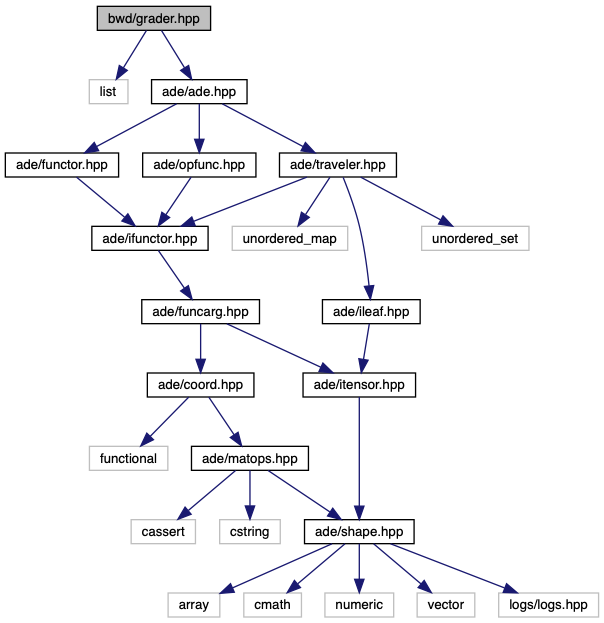 bwd/grader.hpp
list
ade/ade.hpp
ade/functor.hpp
ade/opfunc.hpp
ade/traveler.hpp
ade/ifunctor.hpp
unordered_map
unordered_set
ade/funcarg.hpp
ade/ileaf.hpp
ade/coord.hpp
ade/itensor.hpp
functional
ade/matops.hpp
cassert
cstring
ade/shape.hpp
array
cmath
numeric
vector
logs/logs.hpp